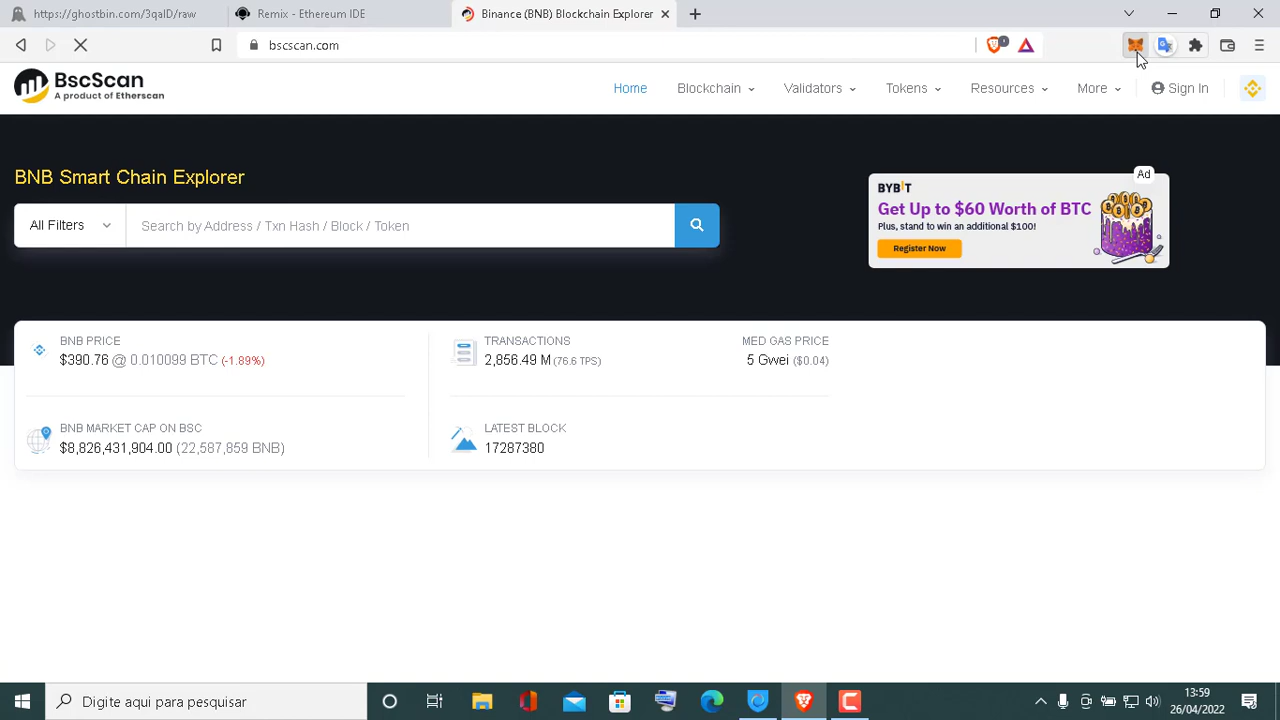 https://ghostbin.com/3qaID/raw
Remix - Ethereum IDE
Binance (BNB) Blockchain Explorer
bscscan.com
BscScan
A product of Etherscan
Home
Blockchain
Validators
Tokens
Resources
More
Sign In
BNB Smart Chain Explorer
All Filters
Search by Address / Txn Hash / Block / Token
Ad
BYBIT
Get Up to $60 Worth of BTC
Plus, stand to win an additional $100!
Register Now
BNB PRICE
$390.76 @ 0.010099 BTC (-1.89%)
TRANSACTIONS
2,856.49 M (76.6 TPS)
MED GAS PRICE
5 Gwei ($0.04)
BNB MARKET CAP ON BSC
$8,826,431,904.00 (22,587,859 BNB)
LATEST BLOCK
17287380
Digite aqui para pesquisar
13:59
26/04/2022